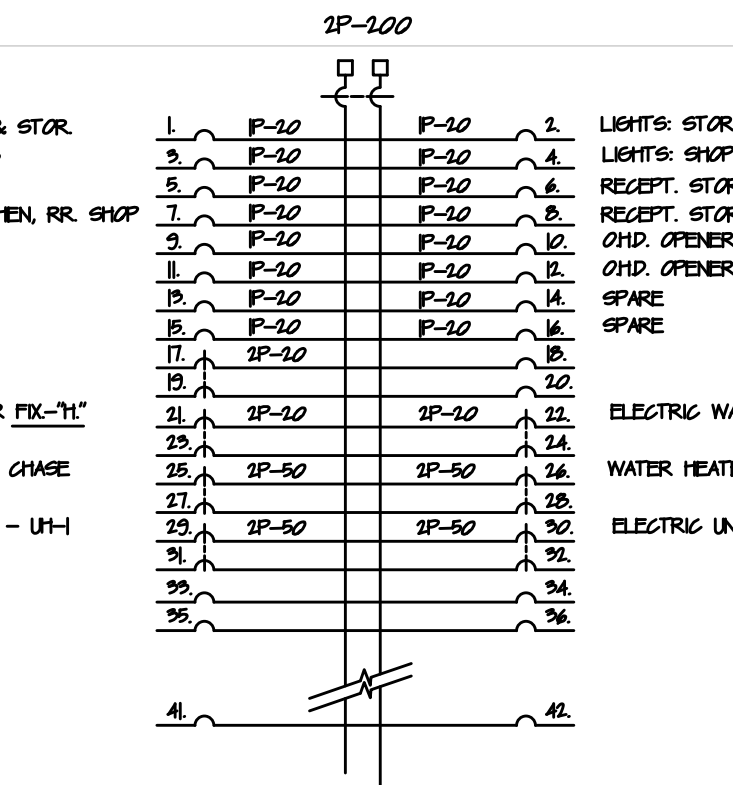 2P-200
& STOR. 1. 1P-20 1P-20 2. LIGHTS: STOR
3. 1P-20 1P-20 4. LIGHTS: SHOP
5. 1P-20 1P-20 6. RECEPT. STOR
HEN, RR. SHOP 7. 1P-20 1P-20 8. RECEPT. STOR
9. 1P-20 1P-20 10. O.H.D. OPENER
11. 1P-20 1P-20 12. O.H.D. OPENER
13. 1P-20 1P-20 14. SPARE
15. 1P-20 1P-20 16. SPARE
17. 2P-20 18.
19. 20.
R FIX.-"H." 21. 2P-20 2P-20 22. ELECTRIC WA
23. 24.
CHASE 25. 2P-50 2P-50 26. WATER HEATE
27. 28.
- UH-1 29. 2P-50 2P-50 30. ELECTRIC UN
31. 32.
33. 34.
35. 36.
41. 42.